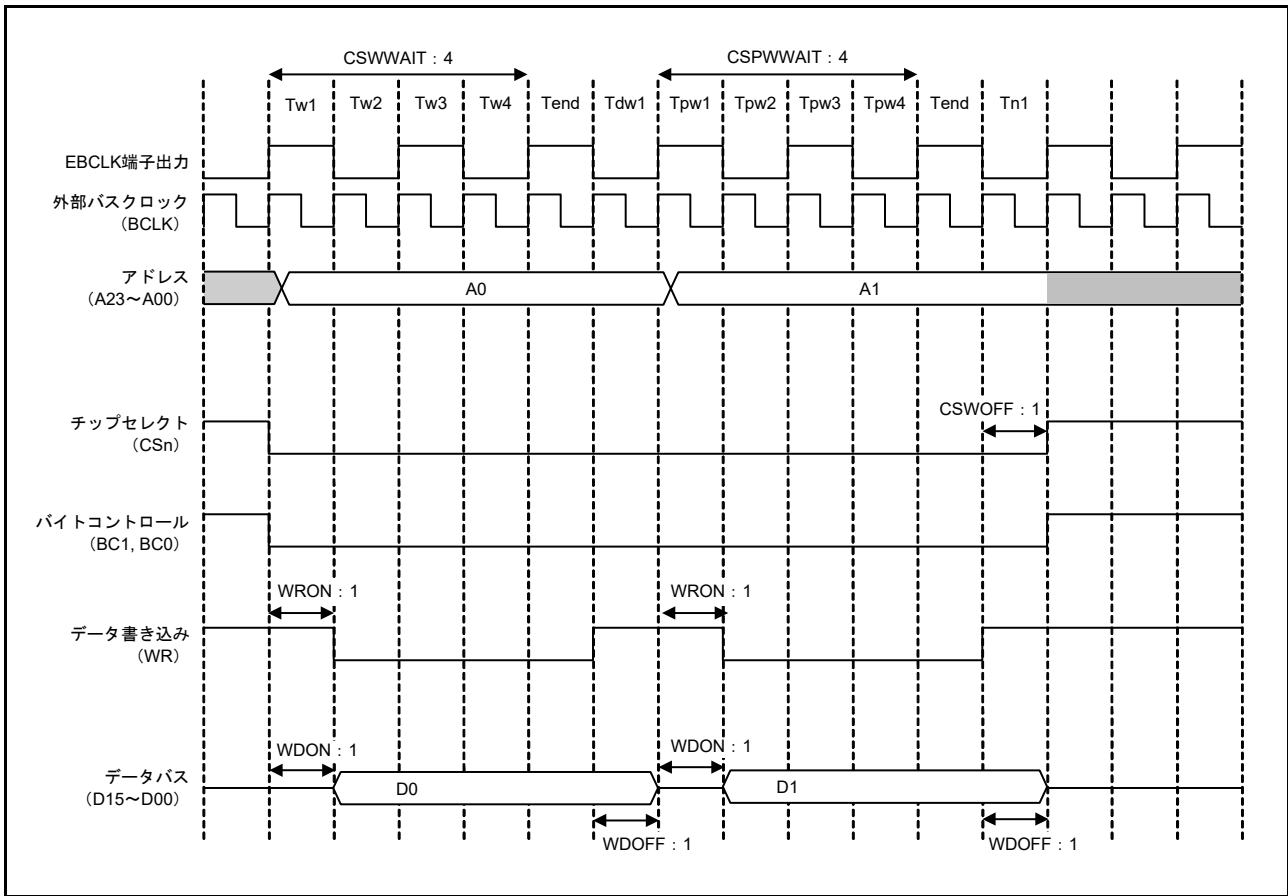 CSWWAIT：4
CSPWWAIT：4
Tw1 Tw2 Tw3 Tw4 Tend Tdw1 Tpw1 Tpw2 Tpw3 Tpw4 Tend Tn1
EBCLK端子出力
外部バスクロック
（BCLK）
アドレス
（A23～A00）
A0
A1
CSWOFF：1
チップセレクト
（CSn）
バイトコントロール
（BC1, BC0）
WRON：1
WRON：1
データ書き込み
（WR）
WDON：1
WDON：1
データバス
（D15～D00）
D0
D1
WDOFF：1
WDOFF：1